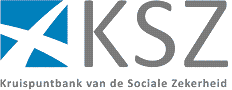 KSZ
Kruispuntbank van de Sociale Zekerheid